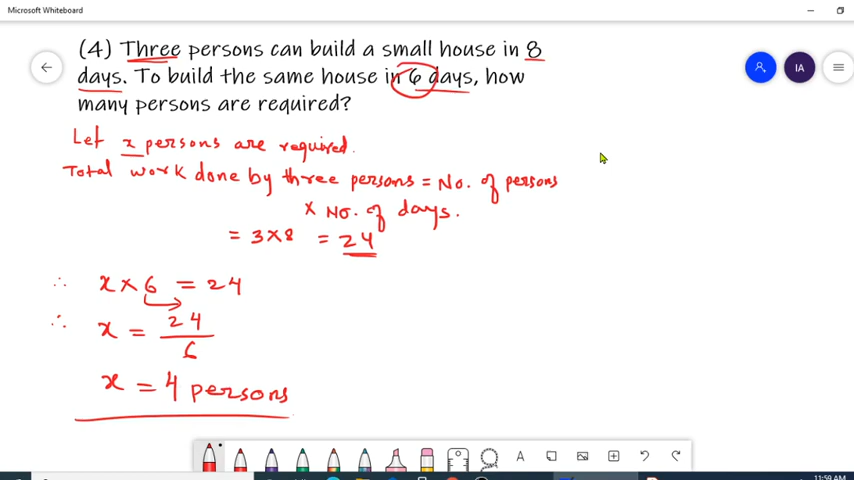 Microsoft Whiteboard
(4) Three persons can build a small house in 8
days. To build the same house in 6 days, how
many persons are required?
IA
Let x persons are required.
Total work done by three persons = No. of persons
x No. of days.
= 3 x 8 = 24
∴ x x 6 = 24
∴ x = 24
6
x = 4 persons
A
11:59 AM